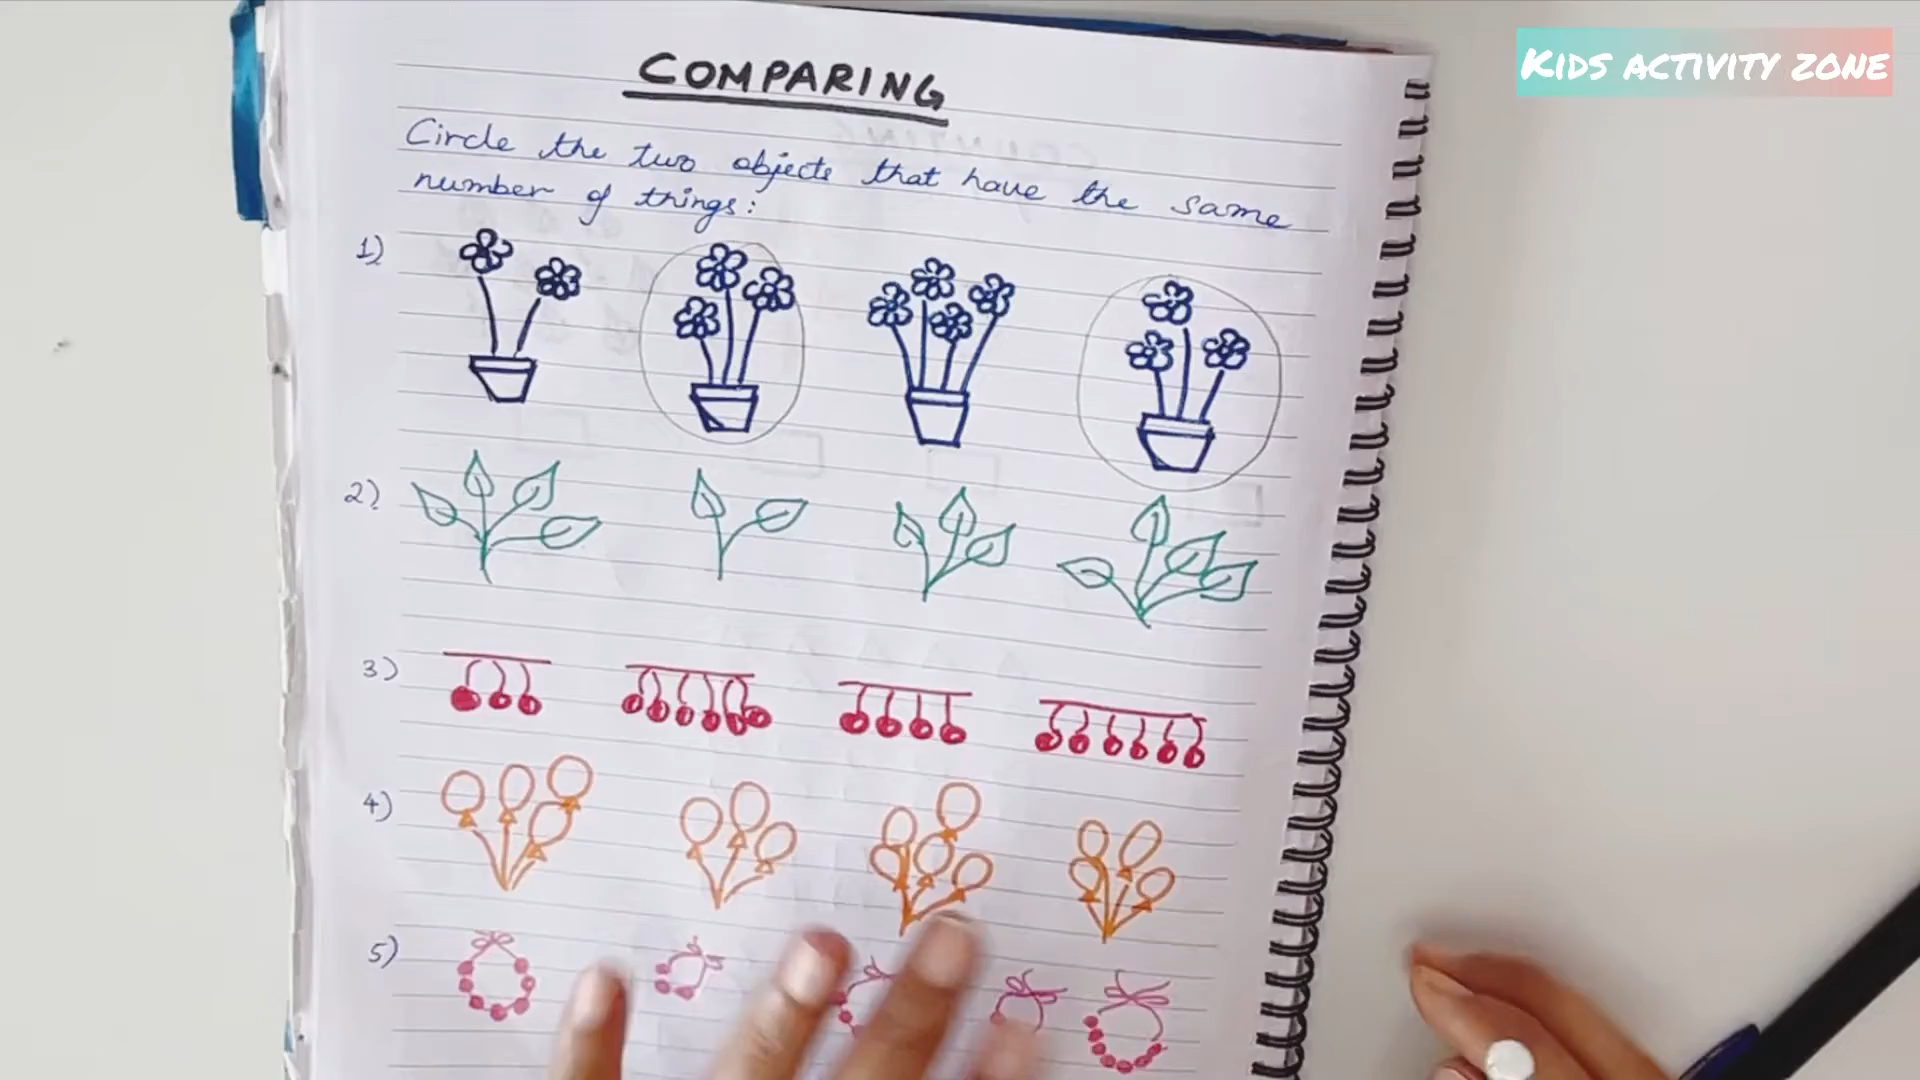 KIDS ACTIVITY ZONE
COMPARING
Circle the two objects that have the same
number of things:
1)
2)
3)
4)
5)